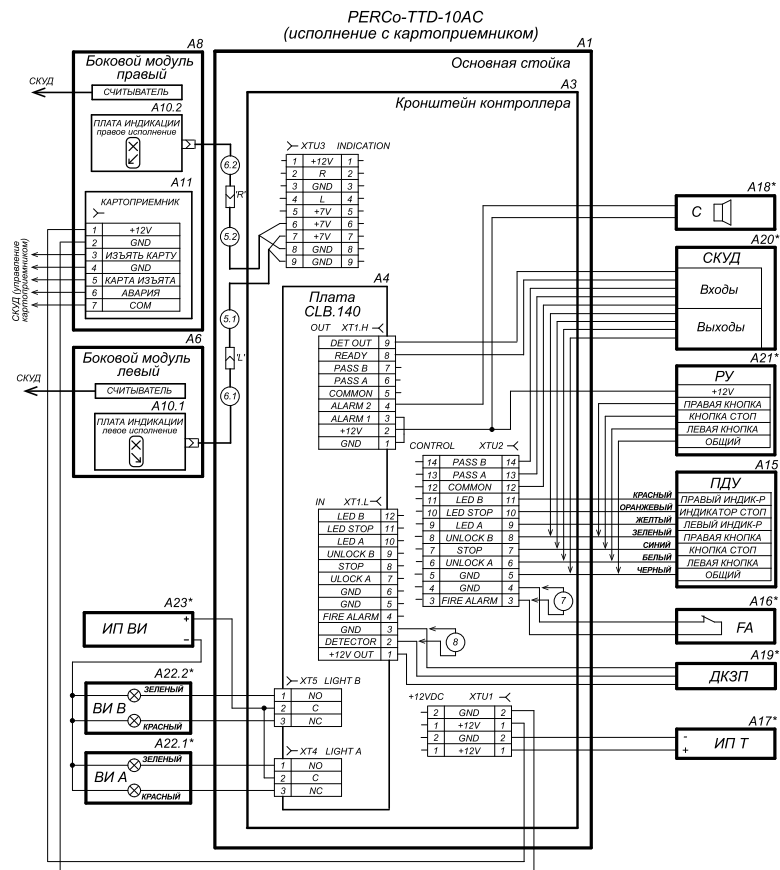 PERCo-TTD-10AC
(исполнение с картоприемником)
A8
Боковой модуль
правый
СЧИТЫВАТЕЛЬ
СКУД
A10.2
ПЛАТА ИНДИКАЦИИ
правое исполнение
A11
КАРТОПРИЕМНИК
1 +12V
2 GND
3 ИЗЪЯТЬ КАРТУ
4 GND
5 КАРТА ИЗЪЯТА
6 АВАРИЯ
7 COM
СКУД (управление
картоприемником)
6.2
'R'
5.2
5.1
'L'
6.1
A6
Боковой модуль
левый
СКУД
СЧИТЫВАТЕЛЬ
A10.1
ПЛАТА ИНДИКАЦИИ
левое исполнение
A1
Основная стойка
A3
Кронштейн контроллера
XTU3 INDICATION
1 +12V 1
2 R 2
3 GND 3
4 L 4
5 +7V 5
6 +7V 6
7 +7V 7
8 GND 8
9 GND 9
A4
Плата
CLB.140
OUT XT1.H
DET OUT 9
READY 8
PASS B 7
PASS A 6
COMMON 5
ALARM 2 4
ALARM 1 3
+12V 2
GND 1
IN XT1.L
LED B 12
LED STOP 11
LED A 10
UNLOCK B 9
STOP 8
ULOCK A 7
GND 6
GND 5
FIRE ALARM 4
GND 3
DETECTOR 2
+12V OUT 1
8
CONTROL XTU2
14 PASS B 14
13 PASS A 13
12 COMMON 12
11 LED B 11
10 LED STOP 10
9 LED A 9
8 UNLOCK B 8
7 STOP 7
6 UNLOCK A 6
5 GND 5
4 GND 4
3 FIRE ALARM 3
7
XT5 LIGHT B
1 NO
2 C
3 NC
XT4 LIGHT A
1 NO
2 C
3 NC
+12VDC XTU1
2 GND 2
1 +12V 1
2 GND 2
1 +12V 1
A23*
ИП ВИ
+
-
A22.2*
ВИ B
ЗЕЛЕНЫЙ
КРАСНЫЙ
A22.1*
ВИ A
ЗЕЛЕНЫЙ
КРАСНЫЙ
A18*
C
A20*
СКУД
Входы
Выходы
A21*
РУ
+12V
ПРАВАЯ КНОПКА
КНОПКА СТОП
ЛЕВАЯ КНОПКА
ОБЩИЙ
A15
ПДУ
КРАСНЫЙ ПРАВЫЙ ИНДИК-Р
ОРАНЖЕВЫЙ ИНДИКАТОР СТОП
ЖЕЛТЫЙ ЛЕВЫЙ ИНДИК-Р
ЗЕЛЕНЫЙ ПРАВАЯ КНОПКА
СИНИЙ КНОПКА СТОП
БЕЛЫЙ ЛЕВАЯ КНОПКА
ЧЕРНЫЙ ОБЩИЙ
A16*
FA
A19*
ДКЗП
A17*
-
+
ИП Т